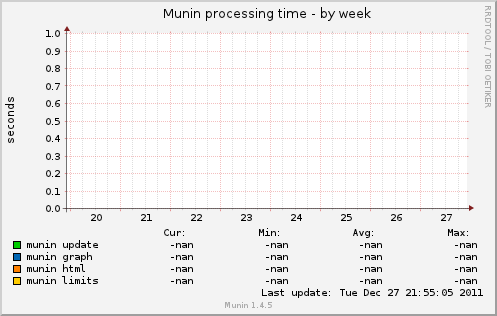 Munin processing time - by week
RRDTOOL / TOBI OETIKER
seconds
1.0
0.9
0.8
0.7
0.6
0.5
0.4
0.3
0.2
0.1
0.0
20 21 22 23 24 25 26 27
Cur: Min: Avg: Max:
munin update -nan -nan -nan -nan
munin graph -nan -nan -nan -nan
munin html -nan -nan -nan -nan
munin limits -nan -nan -nan -nan
Last update: Tue Dec 27 21:55:05 2011
Munin 1.4.5